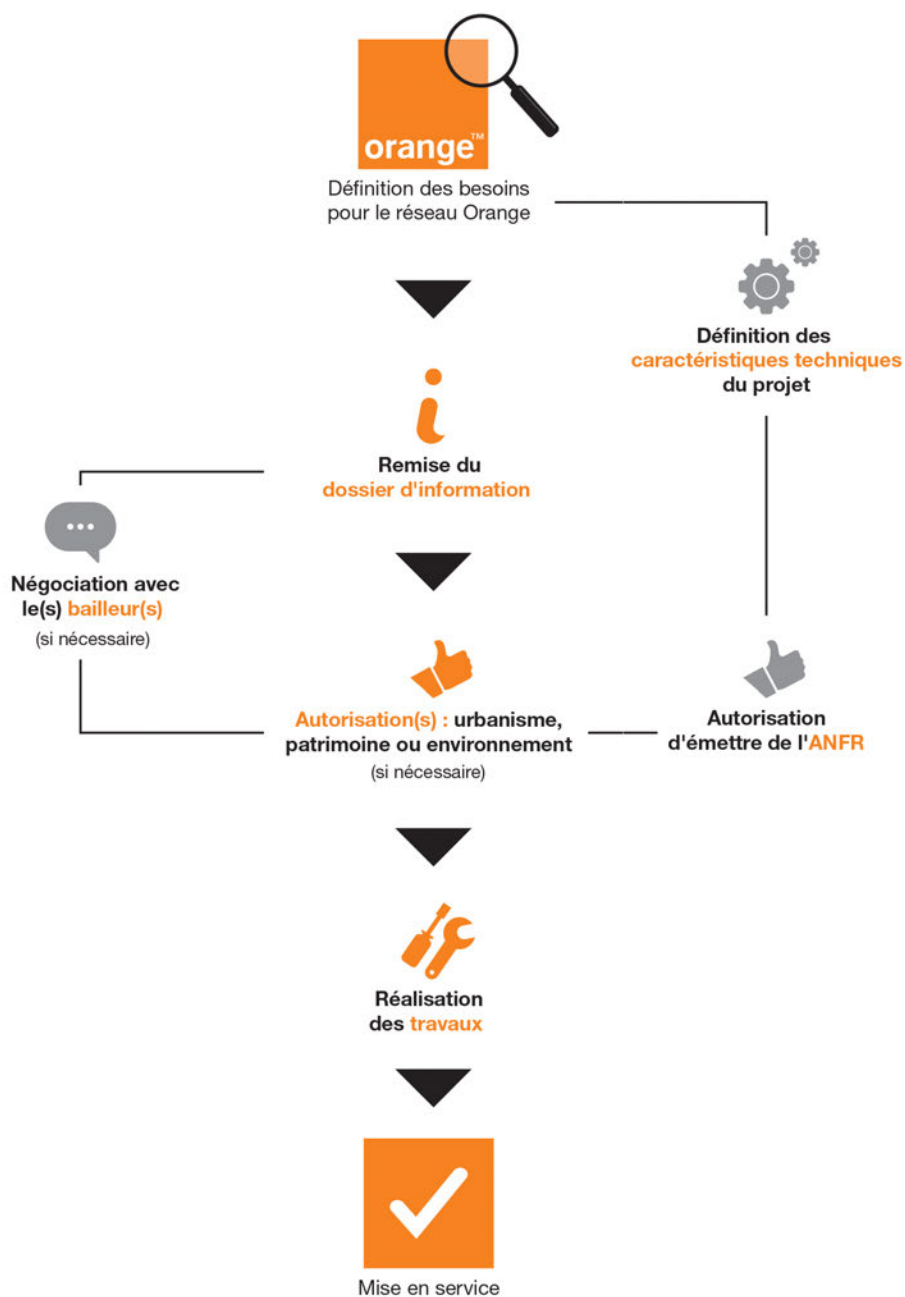 orange™
Définition des besoins
pour le réseau Orange
Définition des
caractéristiques techniques
du projet
Remise du
dossier d'information
Négociation avec
le(s) bailleur(s)
(si nécessaire)
Autorisation(s) : urbanisme,
patrimoine ou environnement
(si nécessaire)
Autorisation
d'émettre de l'ANFR
Réalisation
des travaux
Mise en service